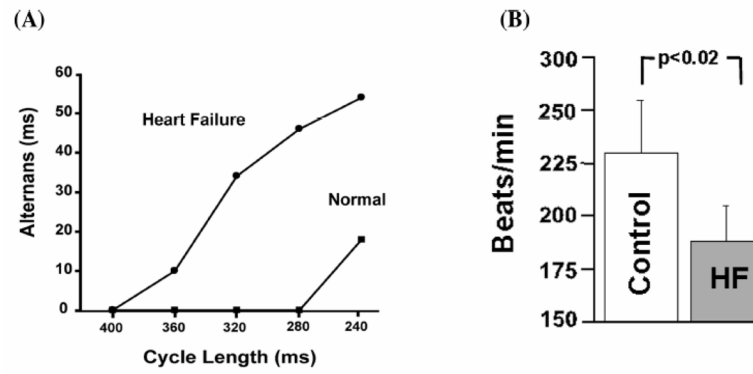 (A)
60
50
40
30
20
10
0
Alternans (ms)
Heart Failure
Normal
400 360 320 280 240
Cycle Length (ms)
(B)
p<0.02
300
250
225
200
175
150
Beats/min
Control
HF